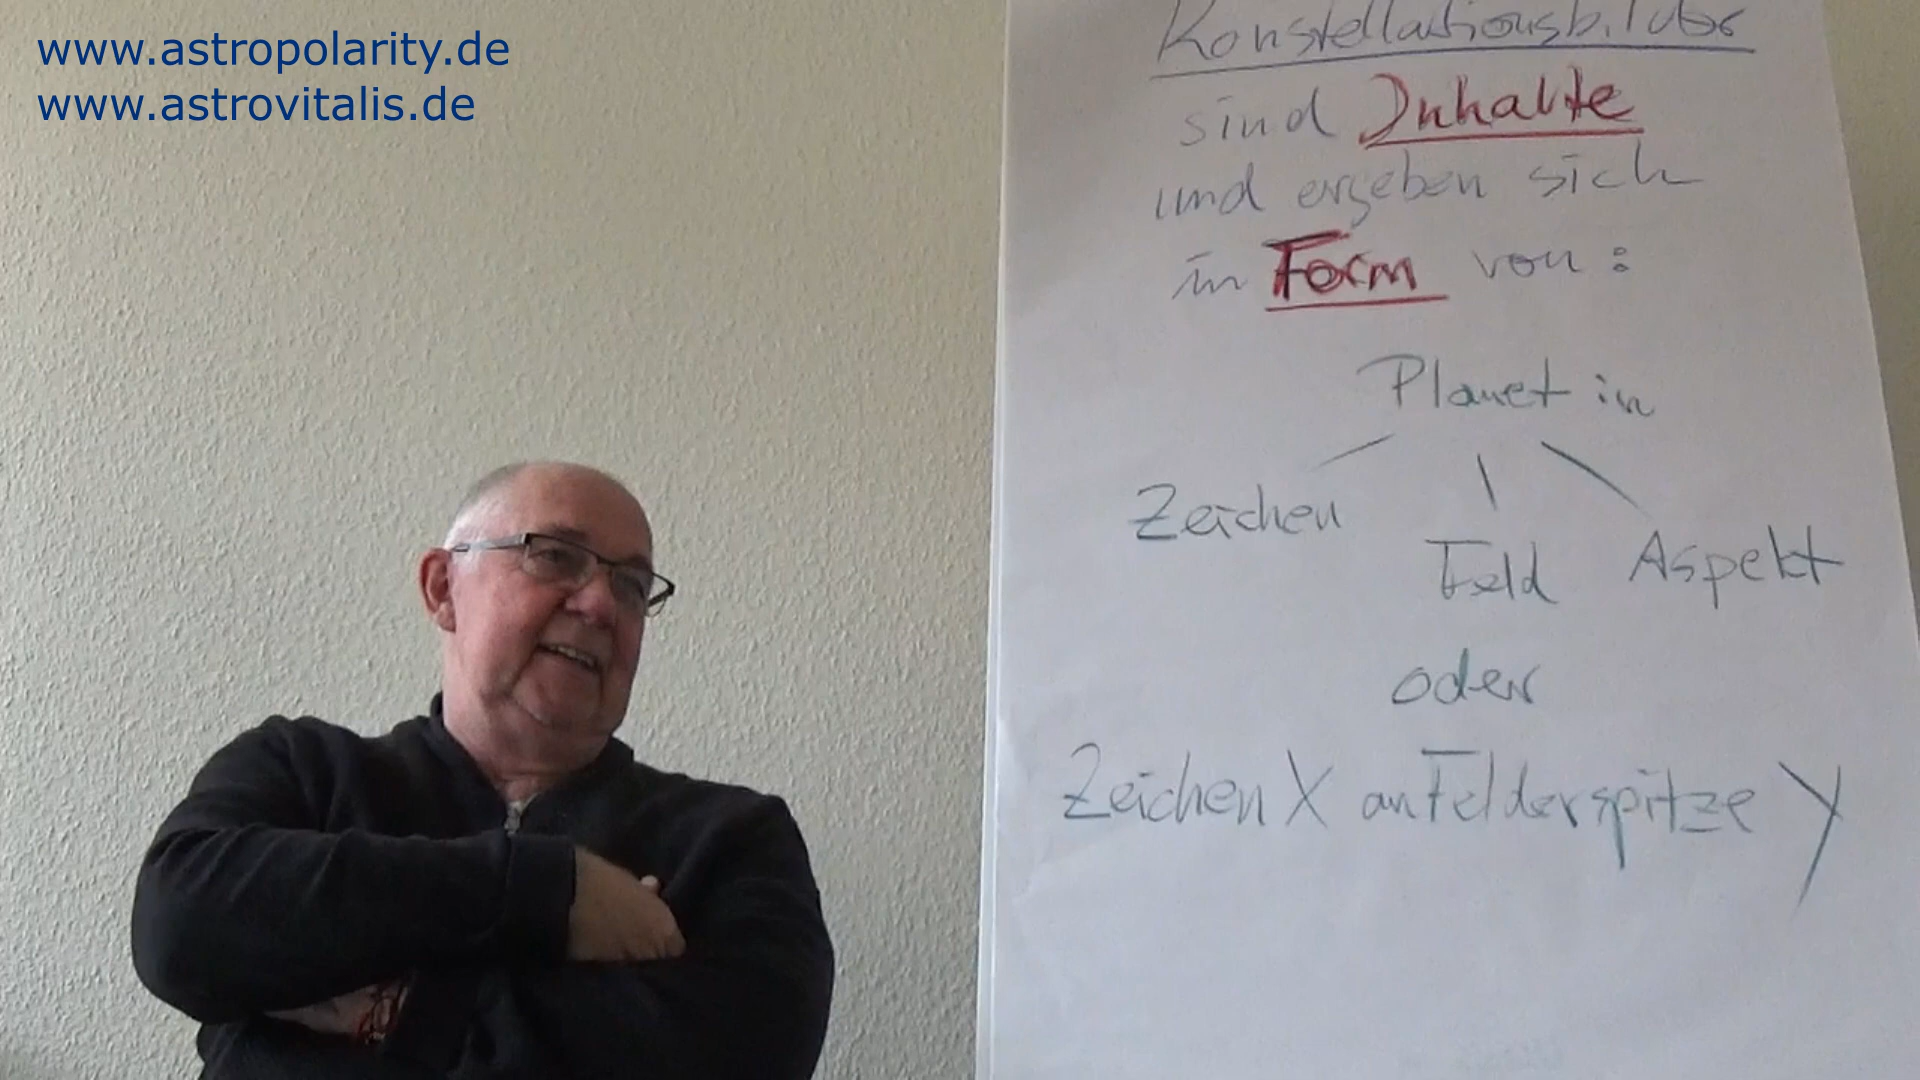 www.astropolarity.de
www.astrovitalis.de
Konstellationsbilder
sind Inhalte
und ergeben sich
in Form von :
Planet in
Zeichen
Feld
Aspekt
oder
Zeichen X an Felderspitze Y